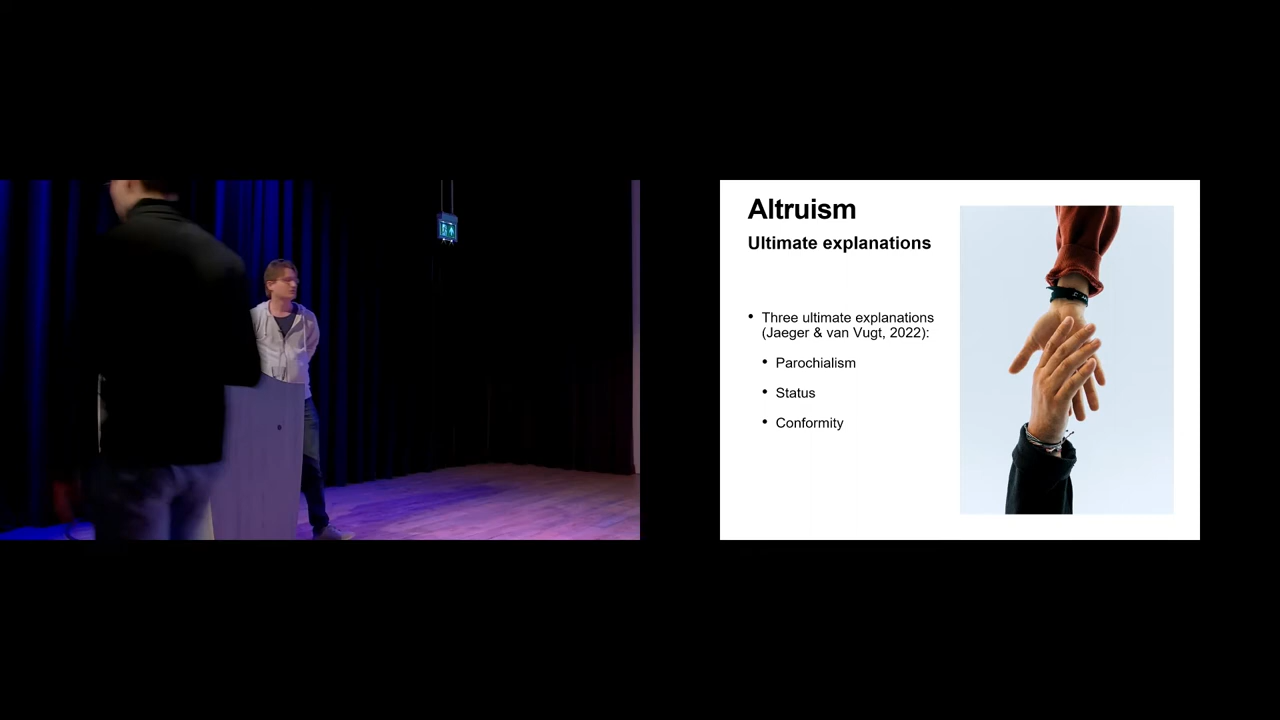 Altruism
Ultimate explanations
• Three ultimate explanations
(Jaeger & van Vugt, 2022):
• Parochialism
• Status
• Conformity